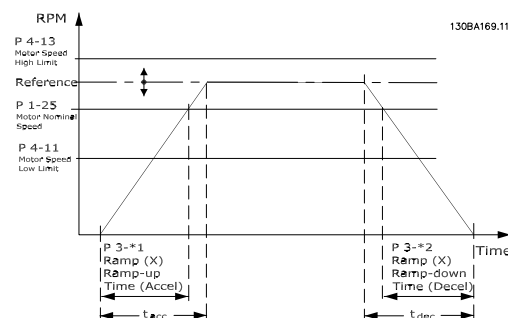 RPM
130BA169.11
P 4-13
Motor Speed
High Limit
Reference
P 1-25
Motor Nominal
Speed
P 4-11
Motor Speed
Low Limit
Time
P 3-*1
Ramp (X)
Ramp-up
Time (Accel)
P 3-*2
Ramp (X)
Ramp-down
Time (Decel)
tacc
tdec